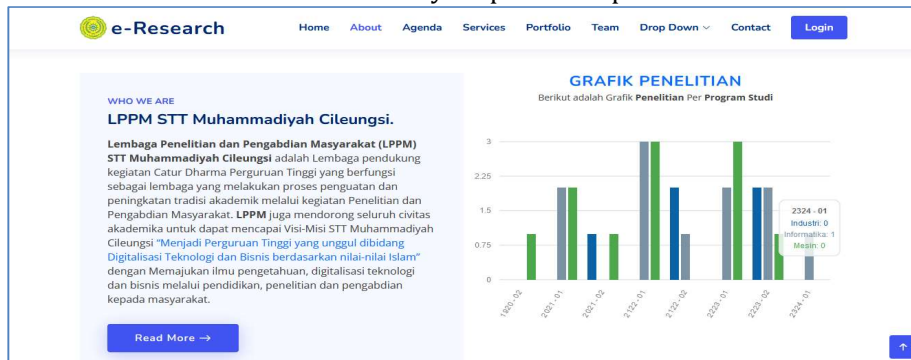 e-Research
Home About Agenda Services Portfolio Team Drop Down Contact Login
WHO WE ARE
LPPM STT Muhammadiyah Cileungsi.
Lembaga Penelitian dan Pengabdian Masyarakat (LPPM)
STT Muhammadiyah Cileungsi adalah Lembaga pendukung
kegiatan Catur Dharma Perguruan Tinggi yang berfungsi
sebagai lembaga yang melakukan proses penguatan dan
peningkatan tradisi akademik melalui kegiatan Penelitian dan
Pengabdian Masyarakat. LPPM juga mendorong seluruh civitas
akademika untuk dapat mencapai Visi-Misi STT Muhammadiyah
Cileungsi "Menjadi Perguruan Tinggi yang unggul dibidang
Digitalisasi Teknologi dan Bisnis berdasarkan nilai-nilai Islam"
dengan Memajukan ilmu pengetahuan, digitalisasi teknologi
dan bisnis melalui pendidikan, penelitian dan pengabdian
kepada masyarakat.
Read More →
GRAFIK PENELITIAN
Berikut adalah Grafik Penelitian Per Program Studi
3
2.25
1.5
0.75
0
1920 - 02
2021 - 01
2021 - 02
2122 - 01
2122 - 02
2223 - 01
2223 - 02
2324 - 01
2324 - 01
Industri: 0
Informatika: 1
Mesin: 0